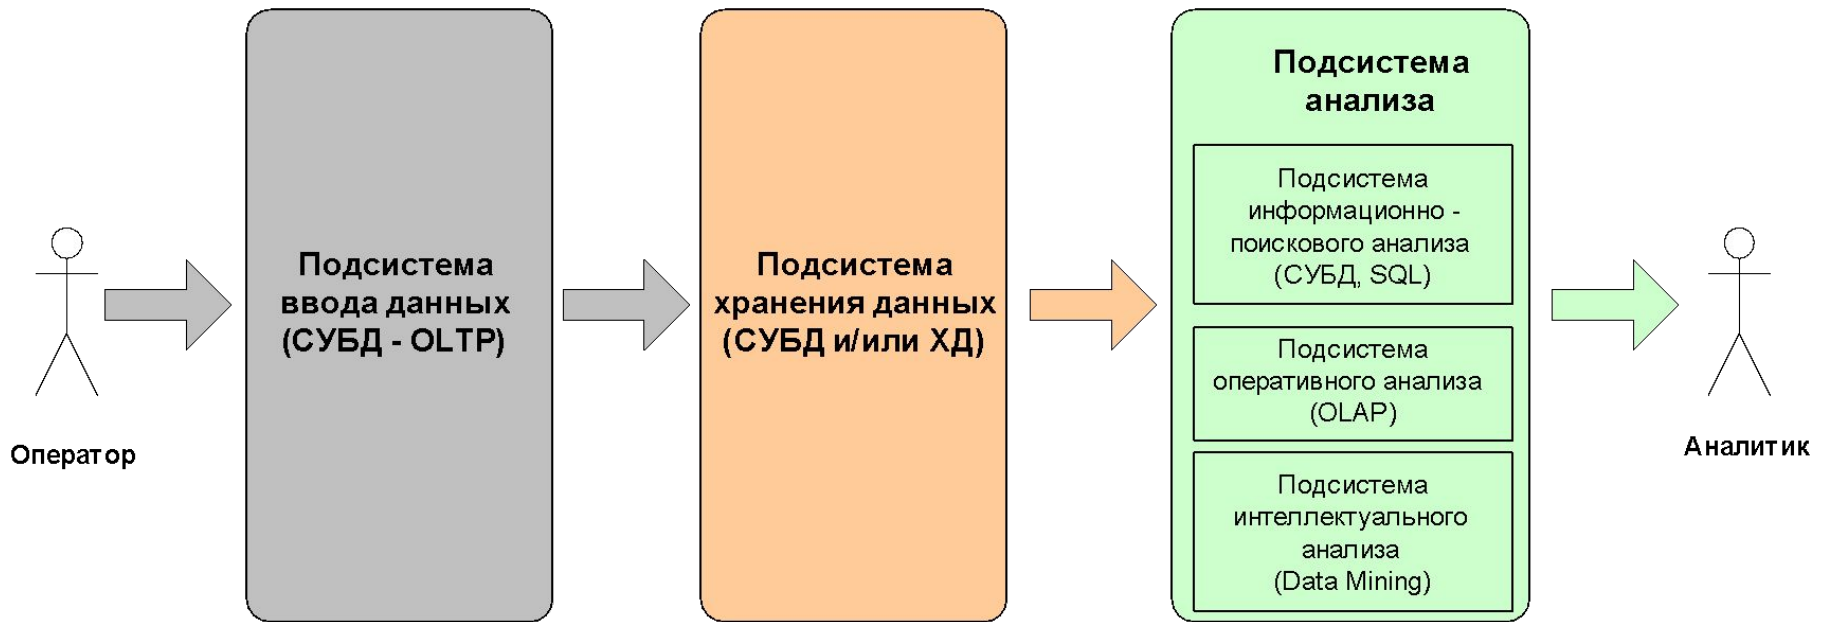 Оператор
Подсистема
ввода данных
(СУБД - OLTP)
Подсистема
хранения данных
(СУБД и/или ХД)
Подсистема
анализа
Подсистема
информационно -
поискового анализа
(СУБД, SQL)
Подсистема
оперативного анализа
(OLAP)
Подсистема
интеллектуального
анализа
(Data Mining)
Аналитик